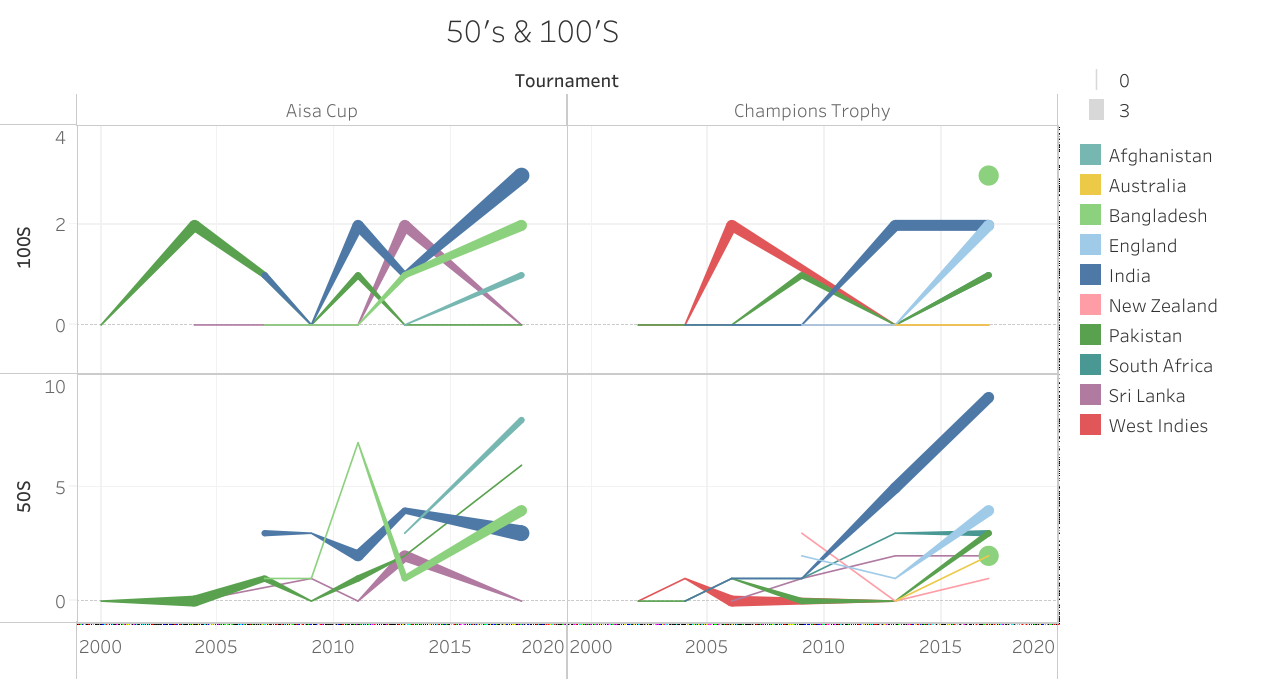 50's & 100'S
Tournament
Aisa Cup
Champions Trophy
0
3
Afghanistan
Australia
Bangladesh
England
India
New Zealand
Pakistan
South Africa
Sri Lanka
West Indies
100S
4
2
0
50S
10
5
0
2000 2005 2010 2015 2020
2000 2005 2010 2015 2020